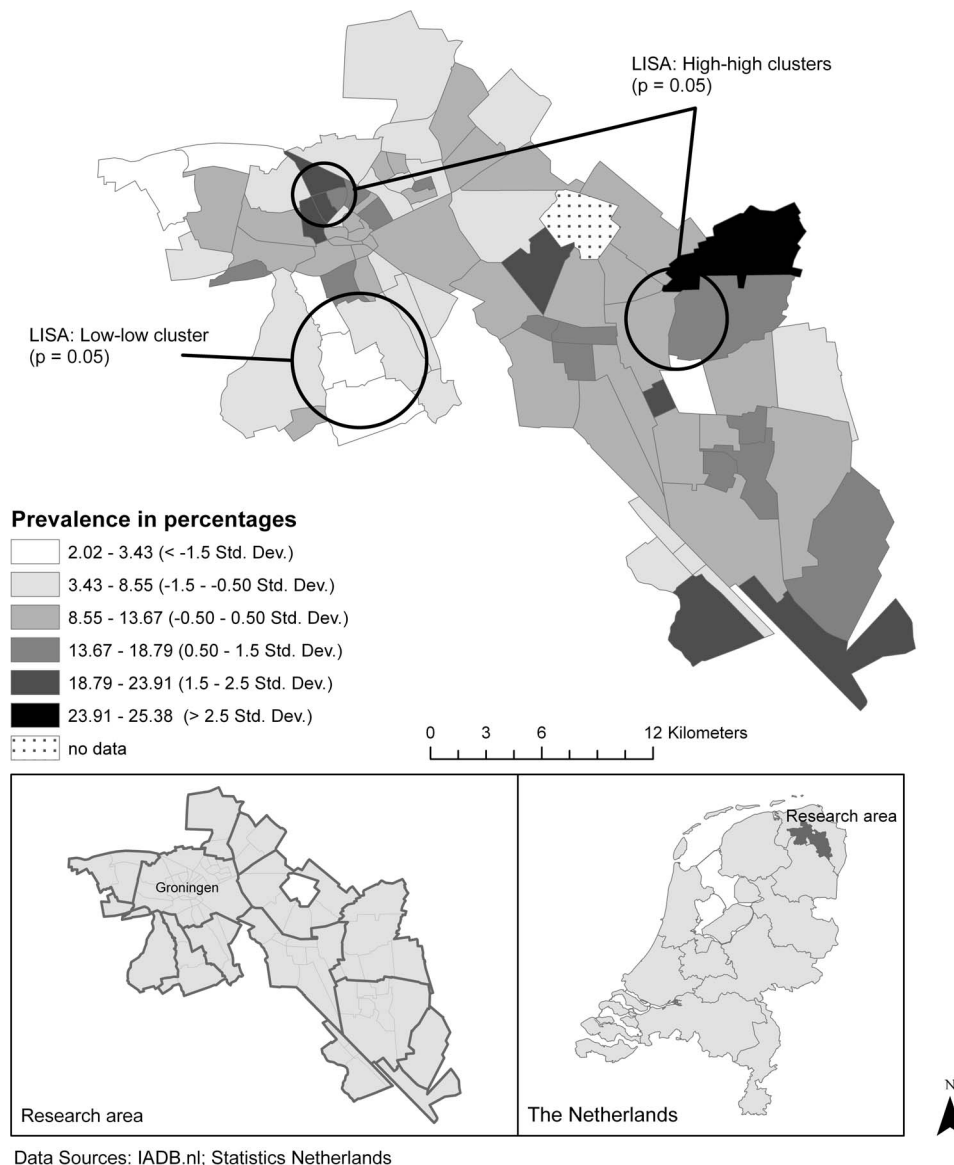 LISA: High-high clusters
(p = 0.05)
LISA: Low-low cluster
(p = 0.05)
Prevalence in percentages
2.02 - 3.43 (< -1.5 Std. Dev.)
3.43 - 8.55 (-1.5 - -0.50 Std. Dev.)
8.55 - 13.67 (-0.50 - 0.50 Std. Dev.)
13.67 - 18.79 (0.50 - 1.5 Std. Dev.)
18.79 - 23.91 (1.5 - 2.5 Std. Dev.)
23.91 - 25.38 (> 2.5 Std. Dev.)
no data
0 3 6 12 Kilometers
Groningen
Research area
Research area
The Netherlands
N
Data Sources: IADB.nl; Statistics Netherlands